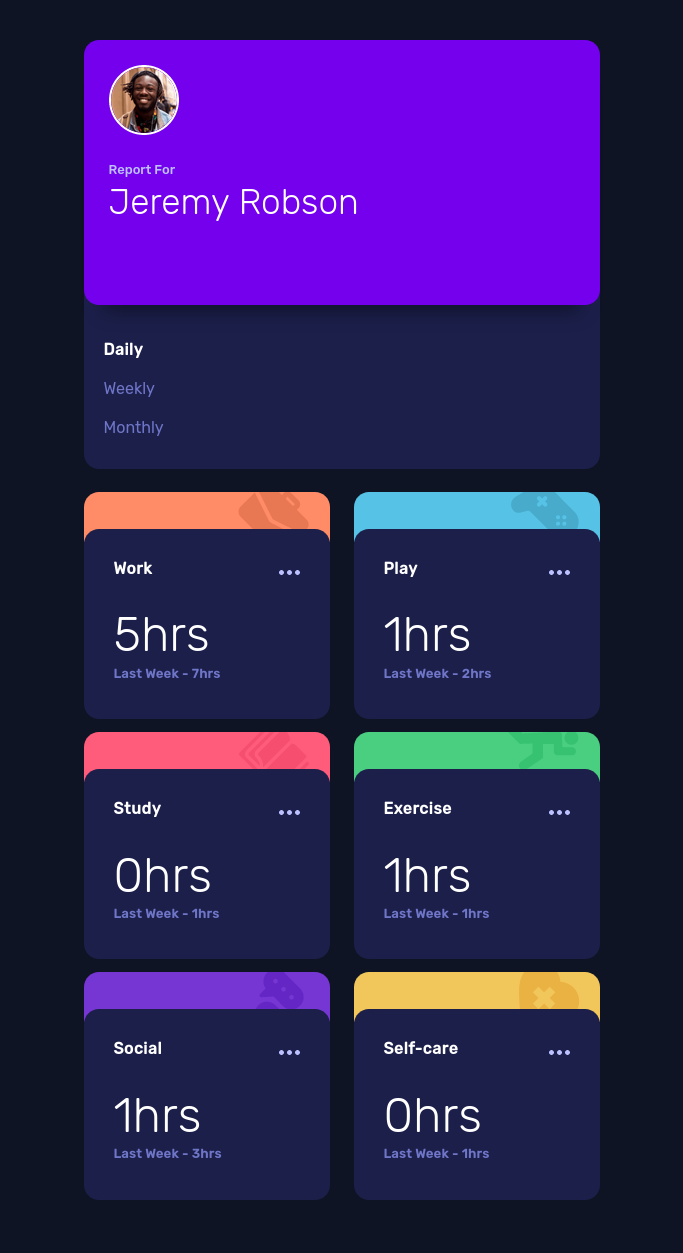 Report For
Jeremy Robson
Daily
Weekly
Monthly
Work
5hrs
Last Week - 7hrs
Play
1hrs
Last Week - 2hrs
Study
0hrs
Last Week - 1hrs
Exercise
1hrs
Last Week - 1hrs
Social
1hrs
Last Week - 3hrs
Self-care
0hrs
Last Week - 1hrs